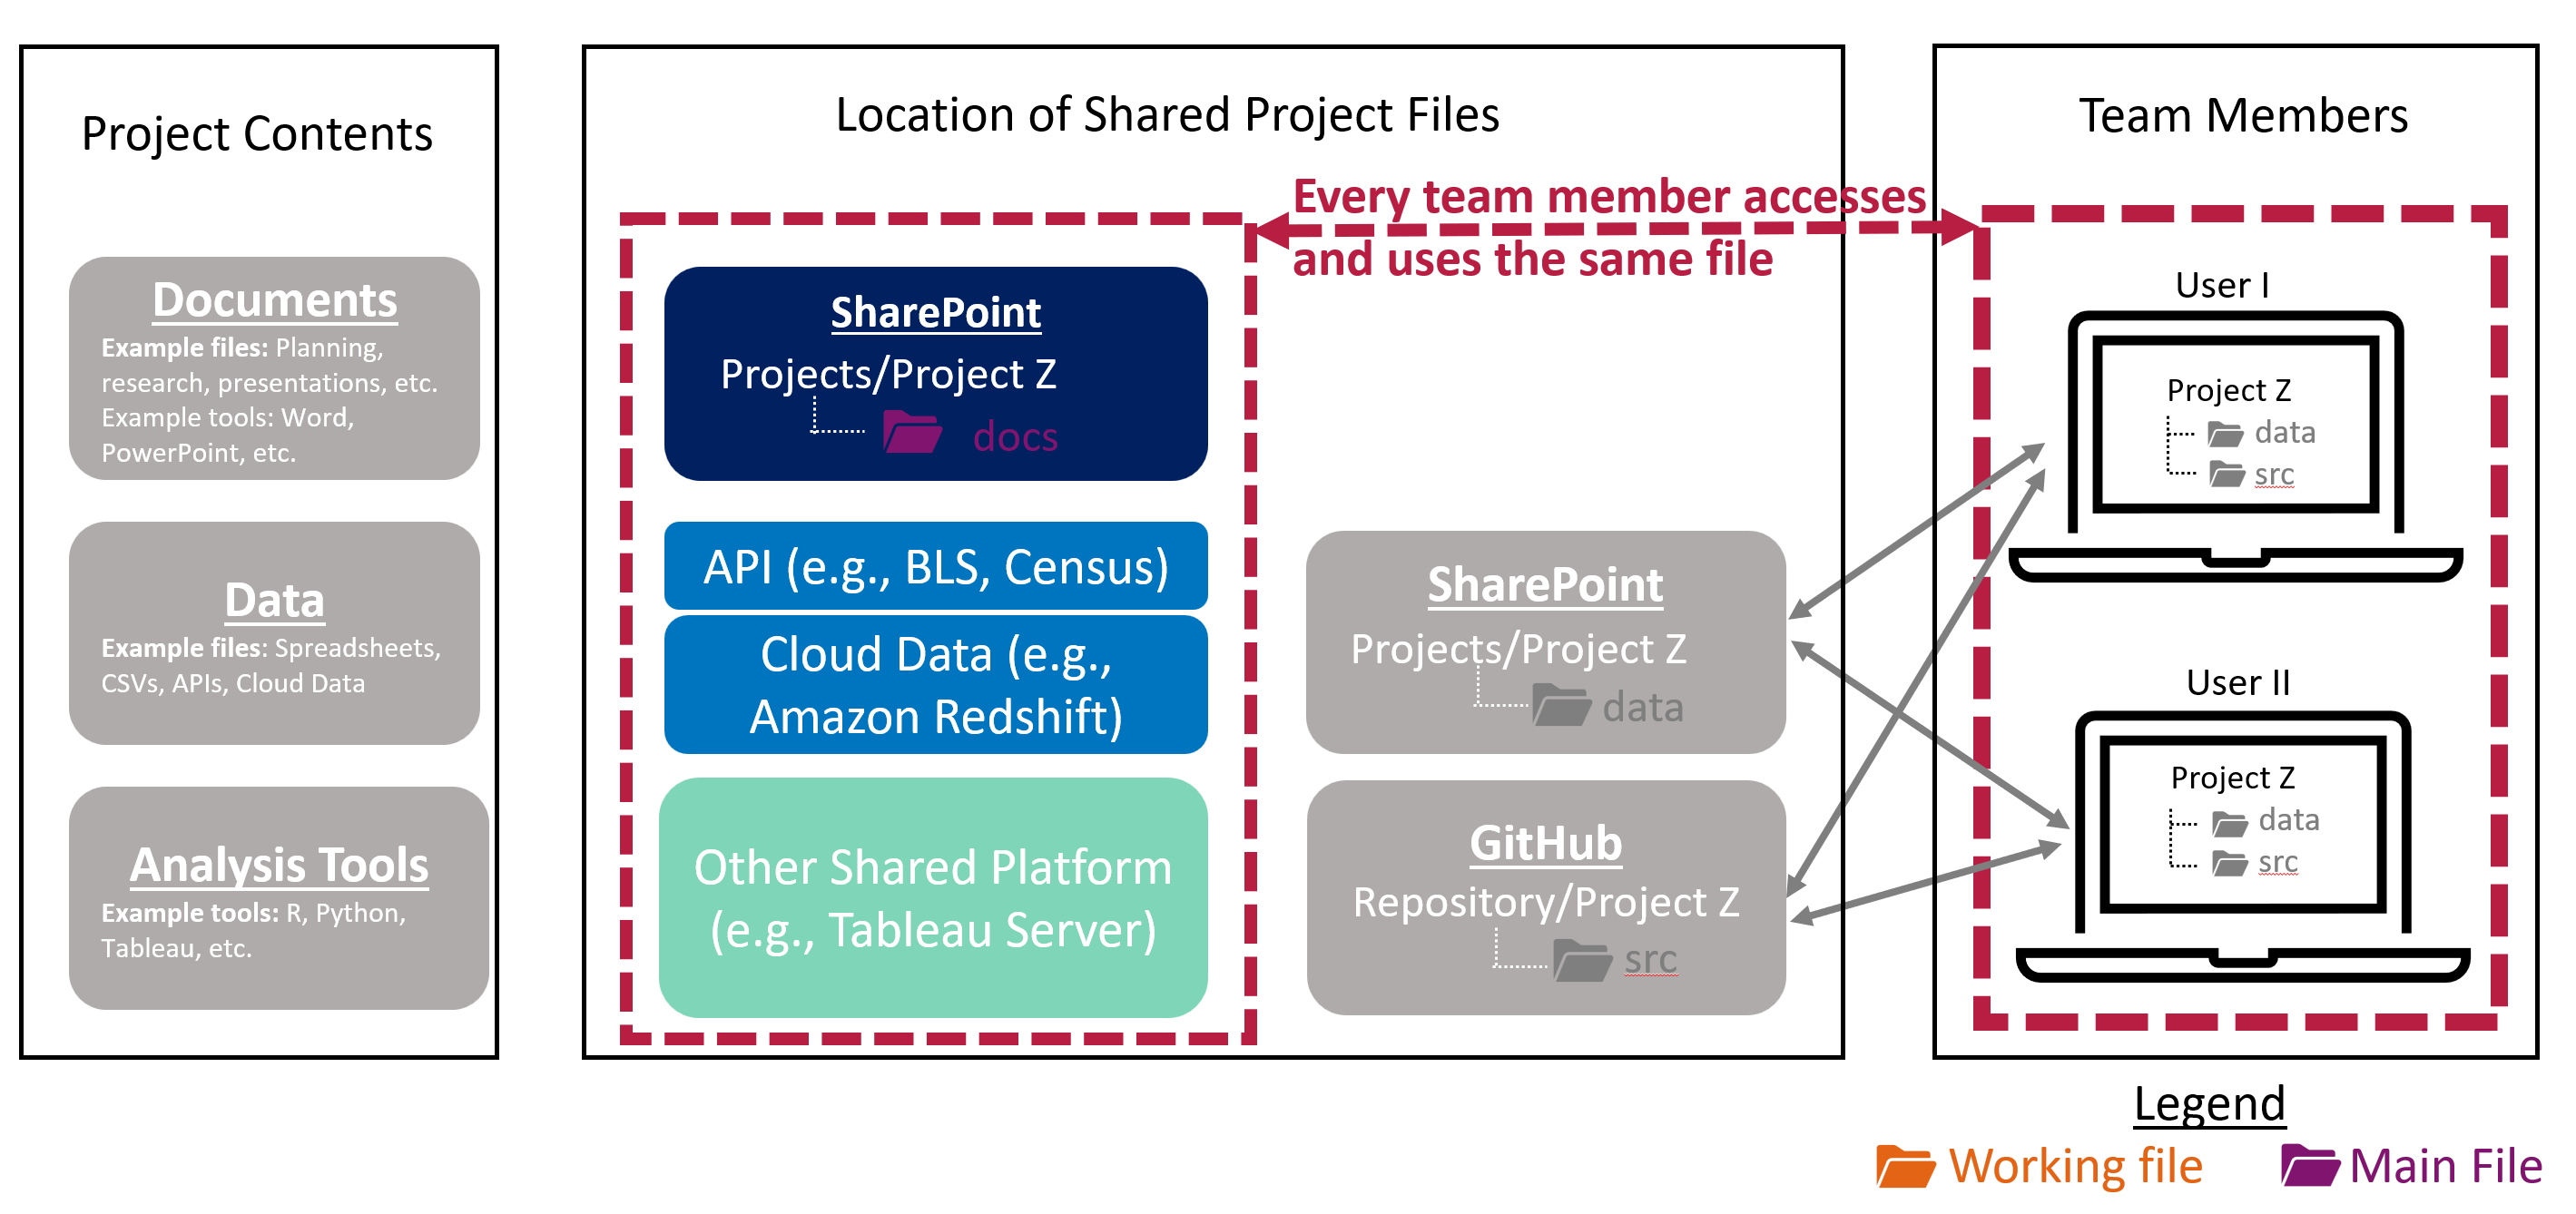 Project Contents
Documents
Example files: Planning,
research, presentations, etc.
Example tools: Word,
PowerPoint, etc.
Data
Example files: Spreadsheets,
CSVs, APIs, Cloud Data
Analysis Tools
Example tools: R, Python,
Tableau, etc.
Location of Shared Project Files
Every team member accesses
and uses the same file
SharePoint
Projects/Project Z
docs
API (e.g., BLS, Census)
Cloud Data (e.g.,
Amazon Redshift)
Other Shared Platform
(e.g., Tableau Server)
SharePoint
Projects/Project Z
data
GitHub
Repository/Project Z
src
Team Members
User I
Project Z
data
src
User II
Project Z
data
src
Legend
Working file
Main File